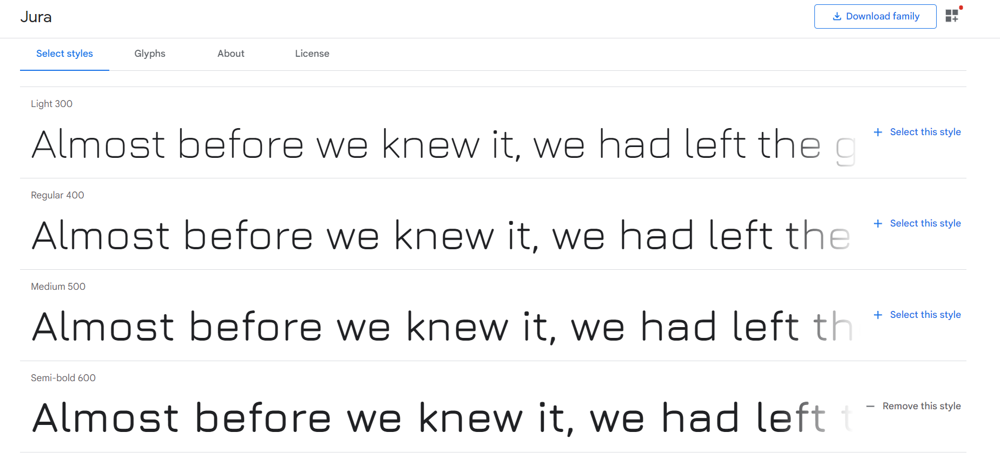 Jura
Download family
Select styles
Glyphs
About
License
Light 300
Almost before we knew it, we had left the g
Select this style
Regular 400
Almost before we knew it, we had left the
Select this style
Medium 500
Almost before we knew it, we had left th
Select this style
Semi-bold 600
Almost before we knew it, we had left t
Remove this style